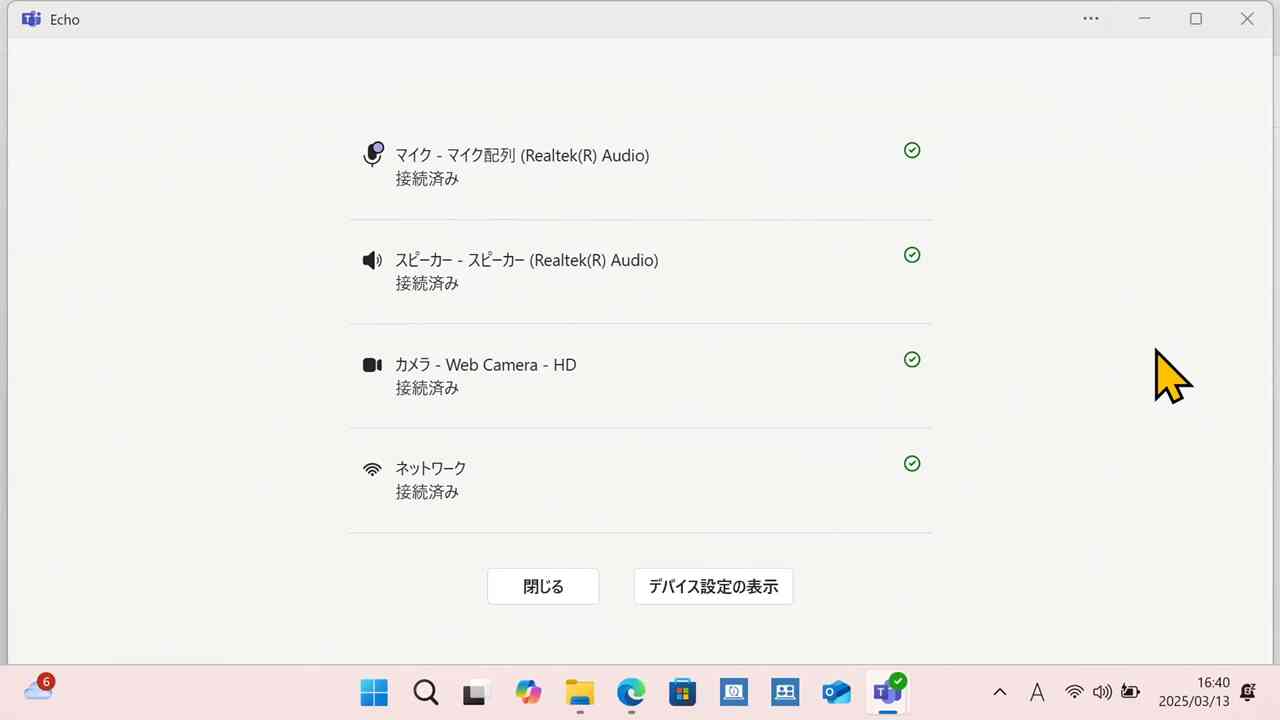 Echo
マイク - マイク配列 (Realtek(R) Audio)
接続済み
スピーカー - スピーカー (Realtek(R) Audio)
接続済み
カメラ - Web Camera - HD
接続済み
ネットワーク
接続済み
閉じる
デバイス設定の表示
6
A
16:40
2025/03/13